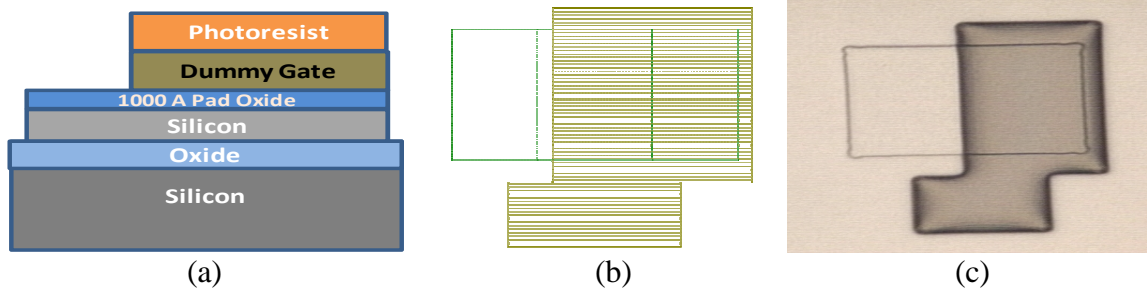 Photoresist
Dummy Gate
1000 A Pad Oxide
Silicon
Oxide
Silicon
(a)
(b)
(c)